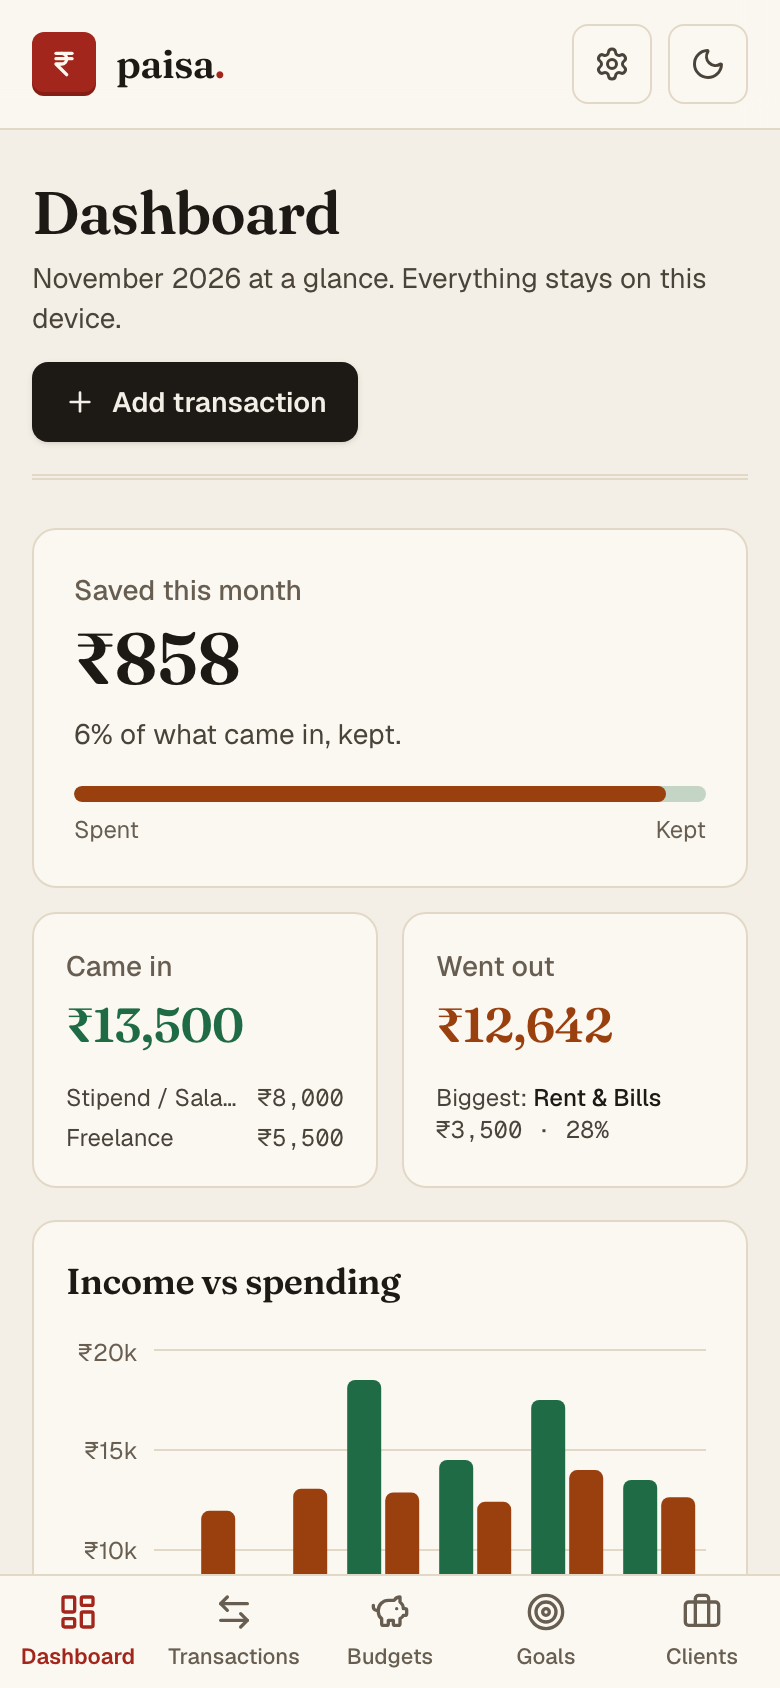 ₹ paisa.
Dashboard
November 2026 at a glance. Everything stays on this
device.
Add transaction
Saved this month
₹858
6% of what came in, kept.
Spent Kept
Came in
₹13,500
Stipend / Sala… ₹8,000
Freelance ₹5,500
Went out
₹12,642
Biggest: Rent & Bills
₹3,500 · 28%
Income vs spending
₹20k
₹15k
₹10k
Dashboard Transactions Budgets Goals Clients